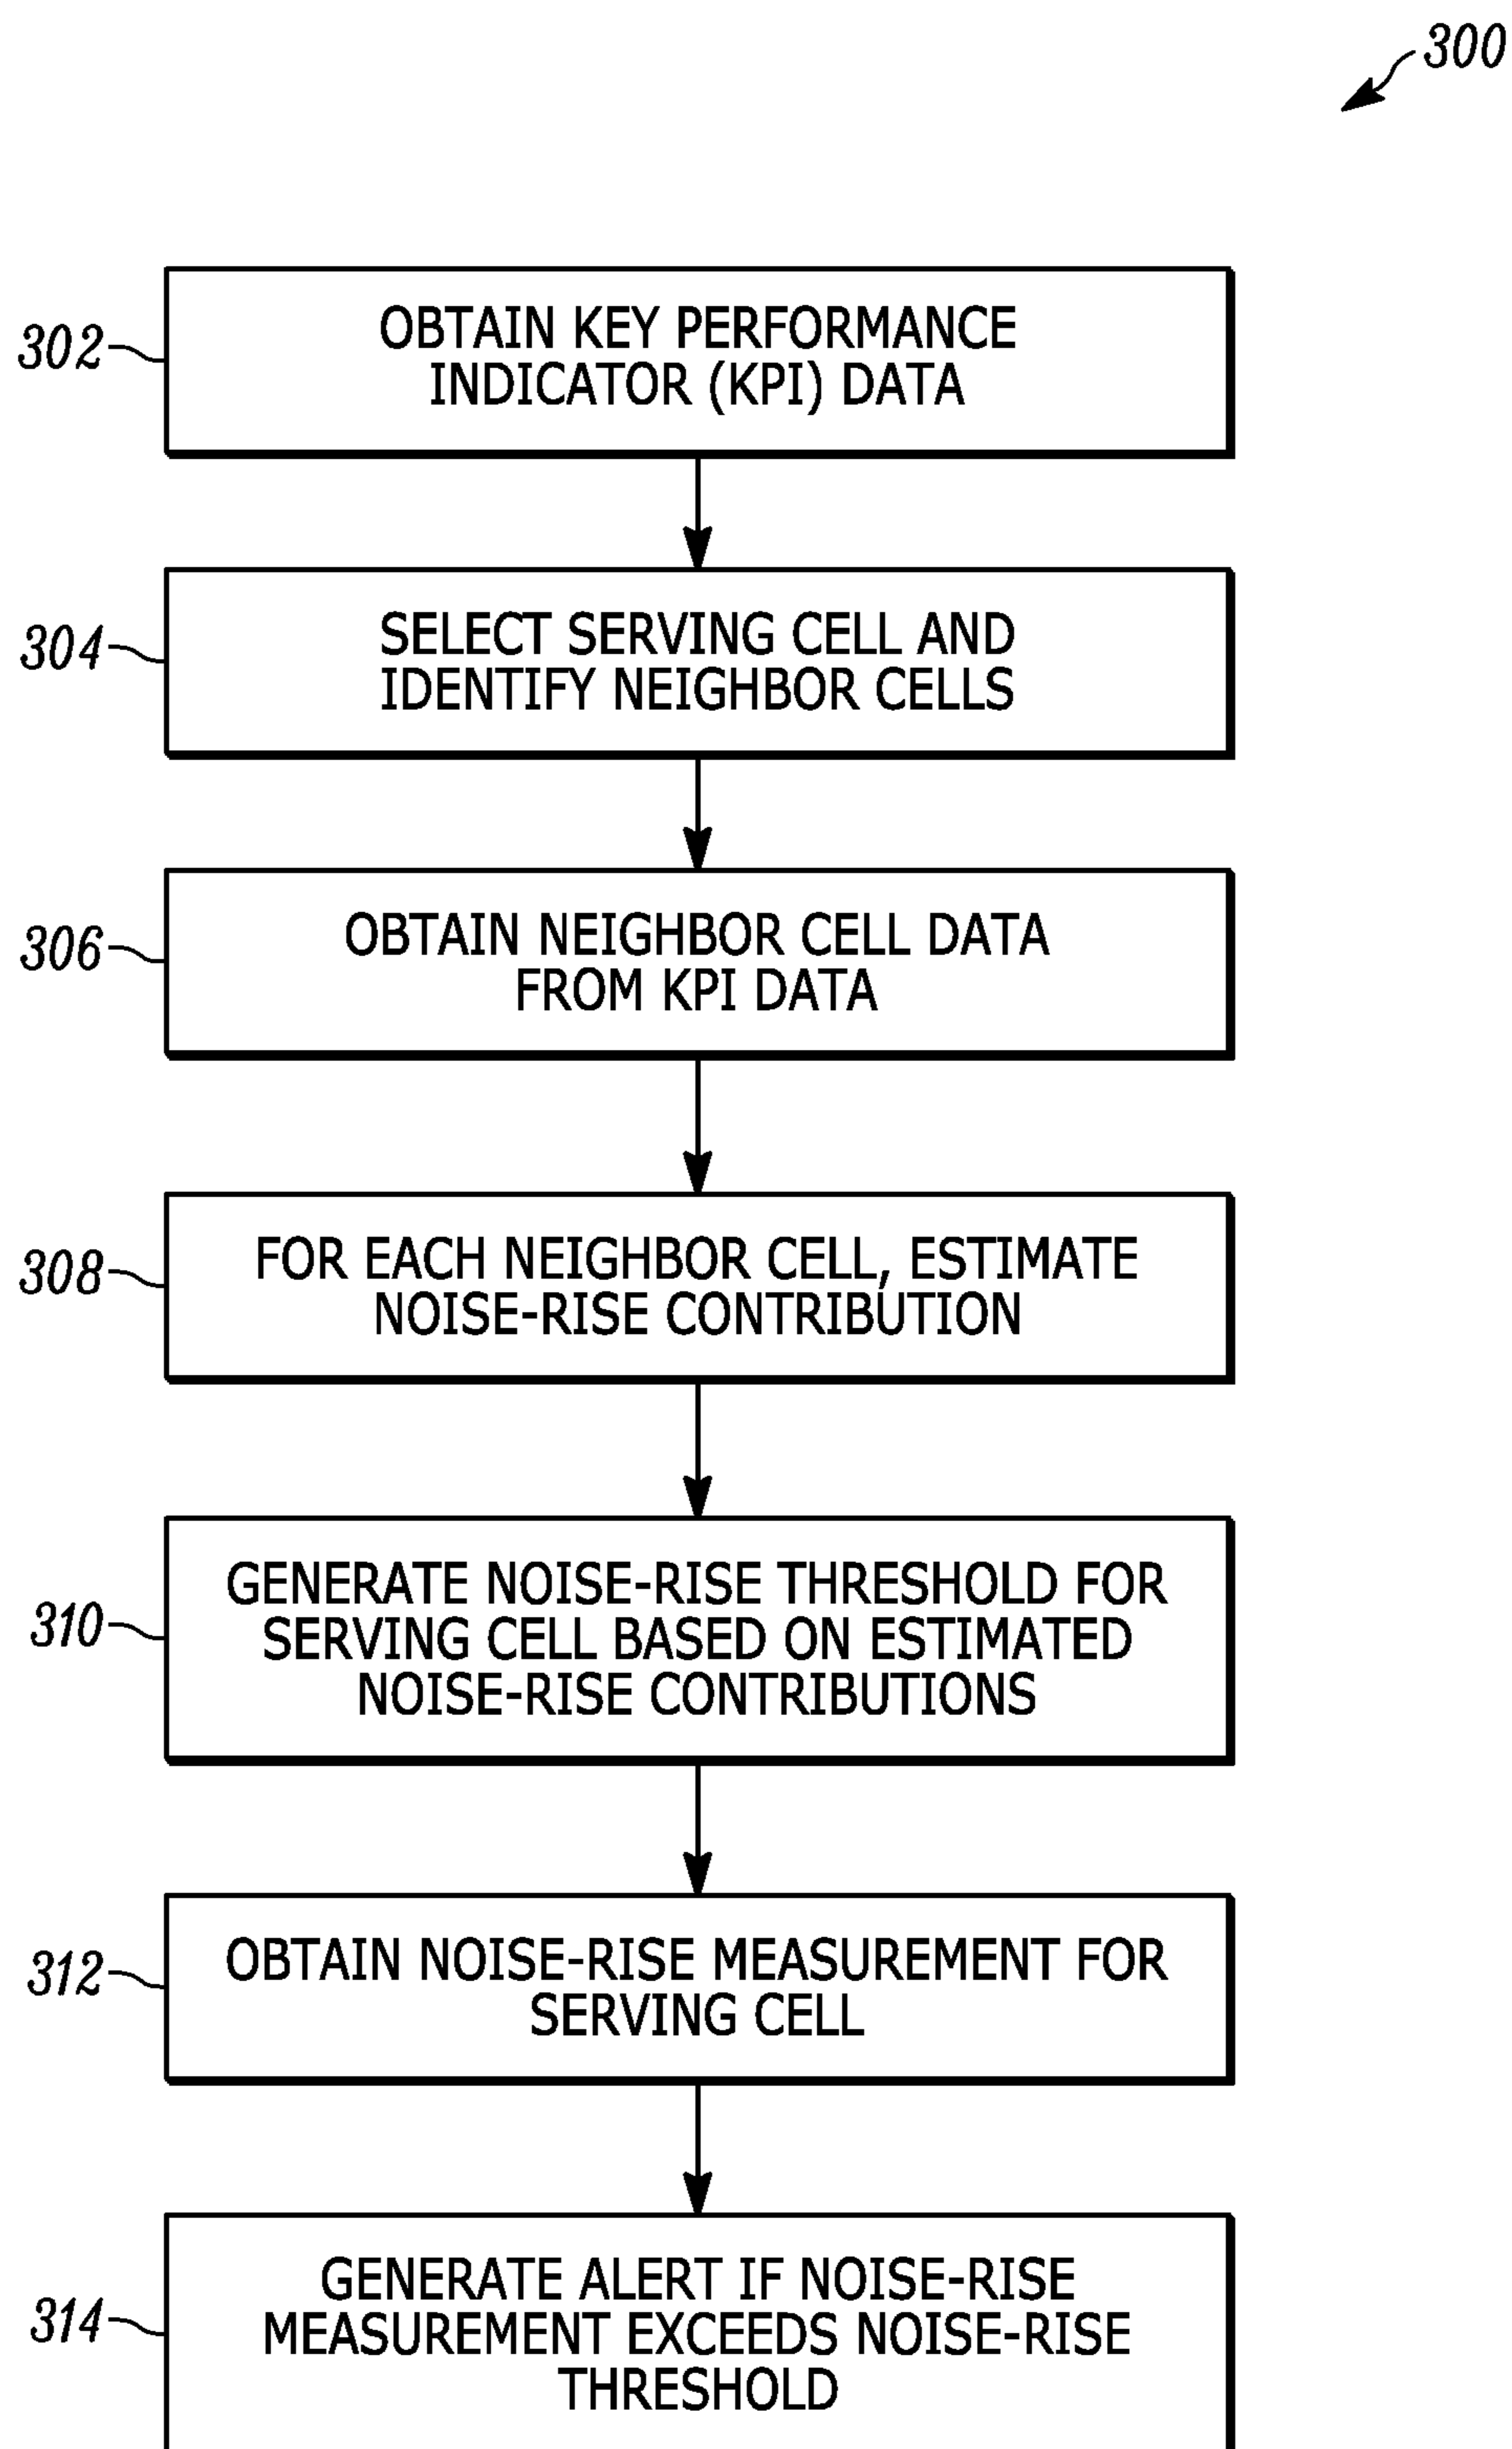 300
302
OBTAIN KEY PERFORMANCE
INDICATOR (KPI) DATA
304
SELECT SERVING CELL AND
IDENTIFY NEIGHBOR CELLS
306
OBTAIN NEIGHBOR CELL DATA
FROM KPI DATA
308
FOR EACH NEIGHBOR CELL, ESTIMATE
NOISE-RISE CONTRIBUTION
310
GENERATE NOISE-RISE THRESHOLD FOR
SERVING CELL BASED ON ESTIMATED
NOISE-RISE CONTRIBUTIONS
312
OBTAIN NOISE-RISE MEASUREMENT FOR
SERVING CELL
314
GENERATE ALERT IF NOISE-RISE
MEASUREMENT EXCEEDS NOISE-RISE
THRESHOLD